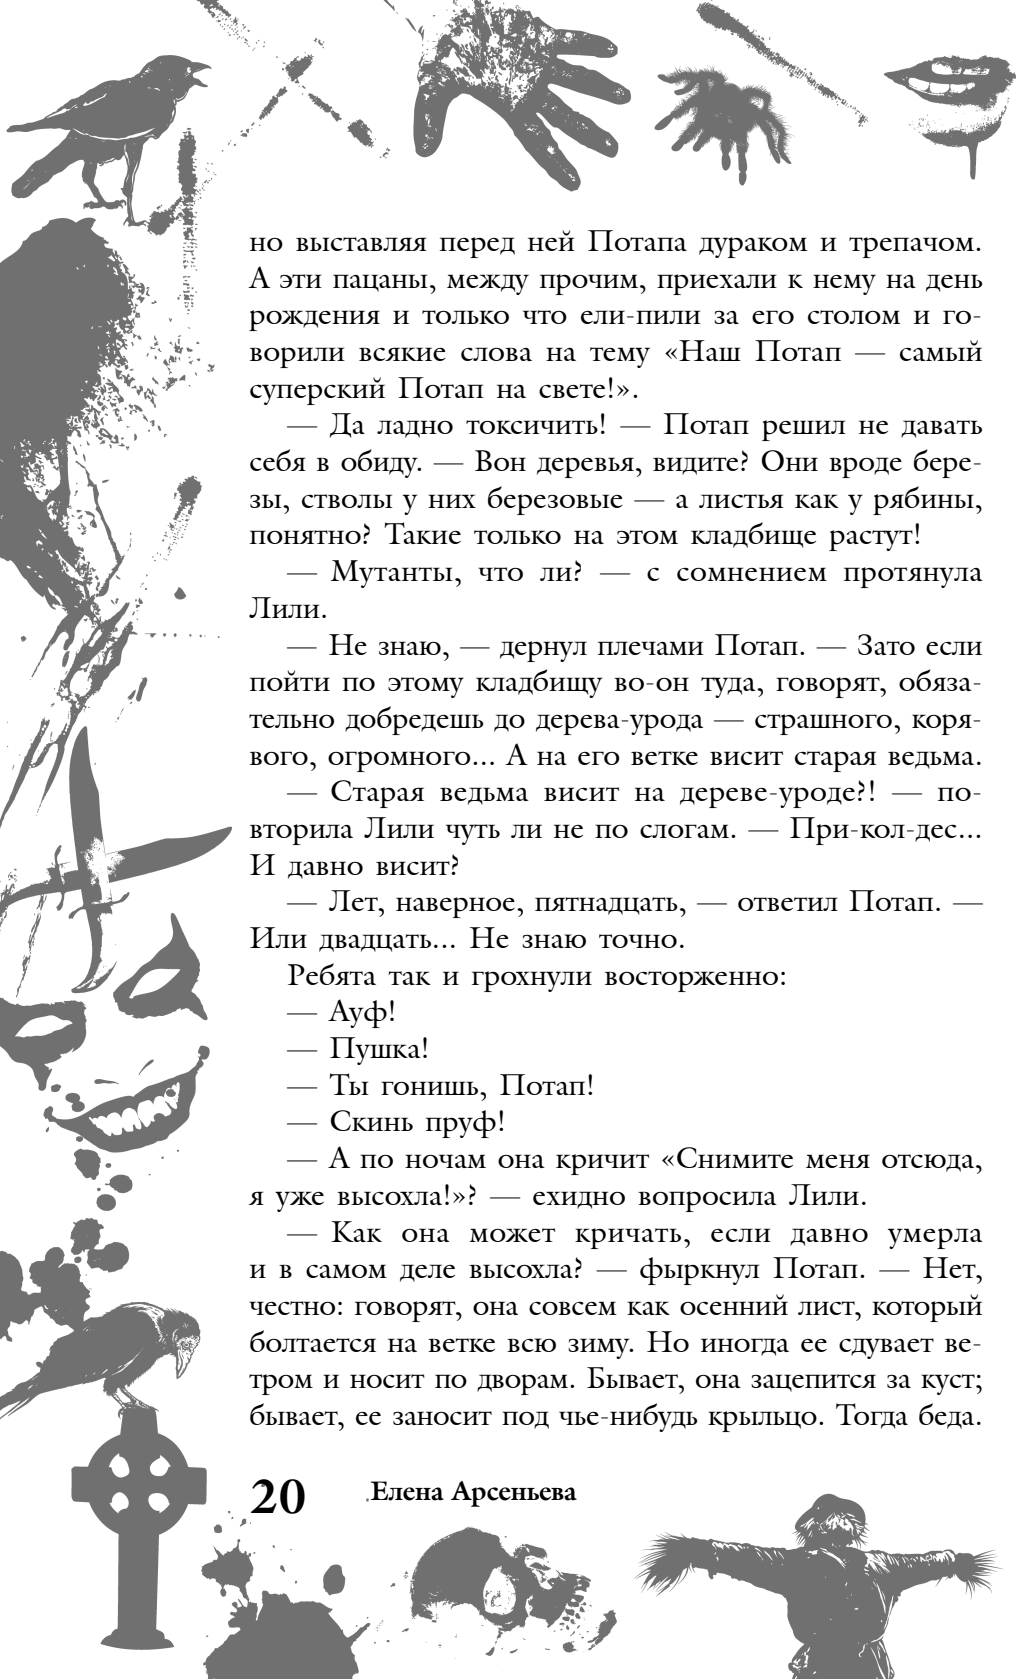 но выставляя перед ней Потапа дураком и трепачом.
А эти пацаны, между прочим, приехали к нему на день
рождения и только что ели-пили за его столом и го-
ворили всякие слова на тему «Наш Потап — самый
суперский Потап на свете!».
— Да ладно токсичить! — Потап решил не давать
себя в обиду. — Вон деревья, видите? Они вроде бере-
зы, стволы у них березовые — а листья как у рябины,
понятно? Такие только на этом кладбище растут!
— Мутанты, что ли? — с сомнением протянула
Лили.
— Не знаю, — дернул плечами Потап. — Зато если
пойти по этому кладбищу во-он туда, говорят, обяза-
тельно добредешь до дерева-урода — страшного, коря-
вого, огромного... А на его ветке висит старая ведьма.
— Старая ведьма висит на дереве-уроде?! — по-
вторила Лили чуть ли не по слогам. — При-кол-дес...
И давно висит?
— Лет, наверное, пятнадцать, — ответил Потап. —
Или двадцать... Не знаю точно.
Ребята так и грохнули восторженно:
— Ауф!
— Пушка!
— Ты гонишь, Потап!
— Скинь пруф!
— А по ночам она кричит «Снимите меня отсюда,
я уже высохла!»? — ехидно вопросила Лили.
— Как она может кричать, если давно умерла
и в самом деле высохла? — фыркнул Потап. — Нет,
честно: говорят, она совсем как осенний лист, который
болтается на ветке всю зиму. Но иногда ее сдувает ве-
тром и носит по дворам. Бывает, она зацепится за куст;
бывает, ее заносит под чье-нибудь крыльцо. Тогда беда.
20 Елена Арсеньева